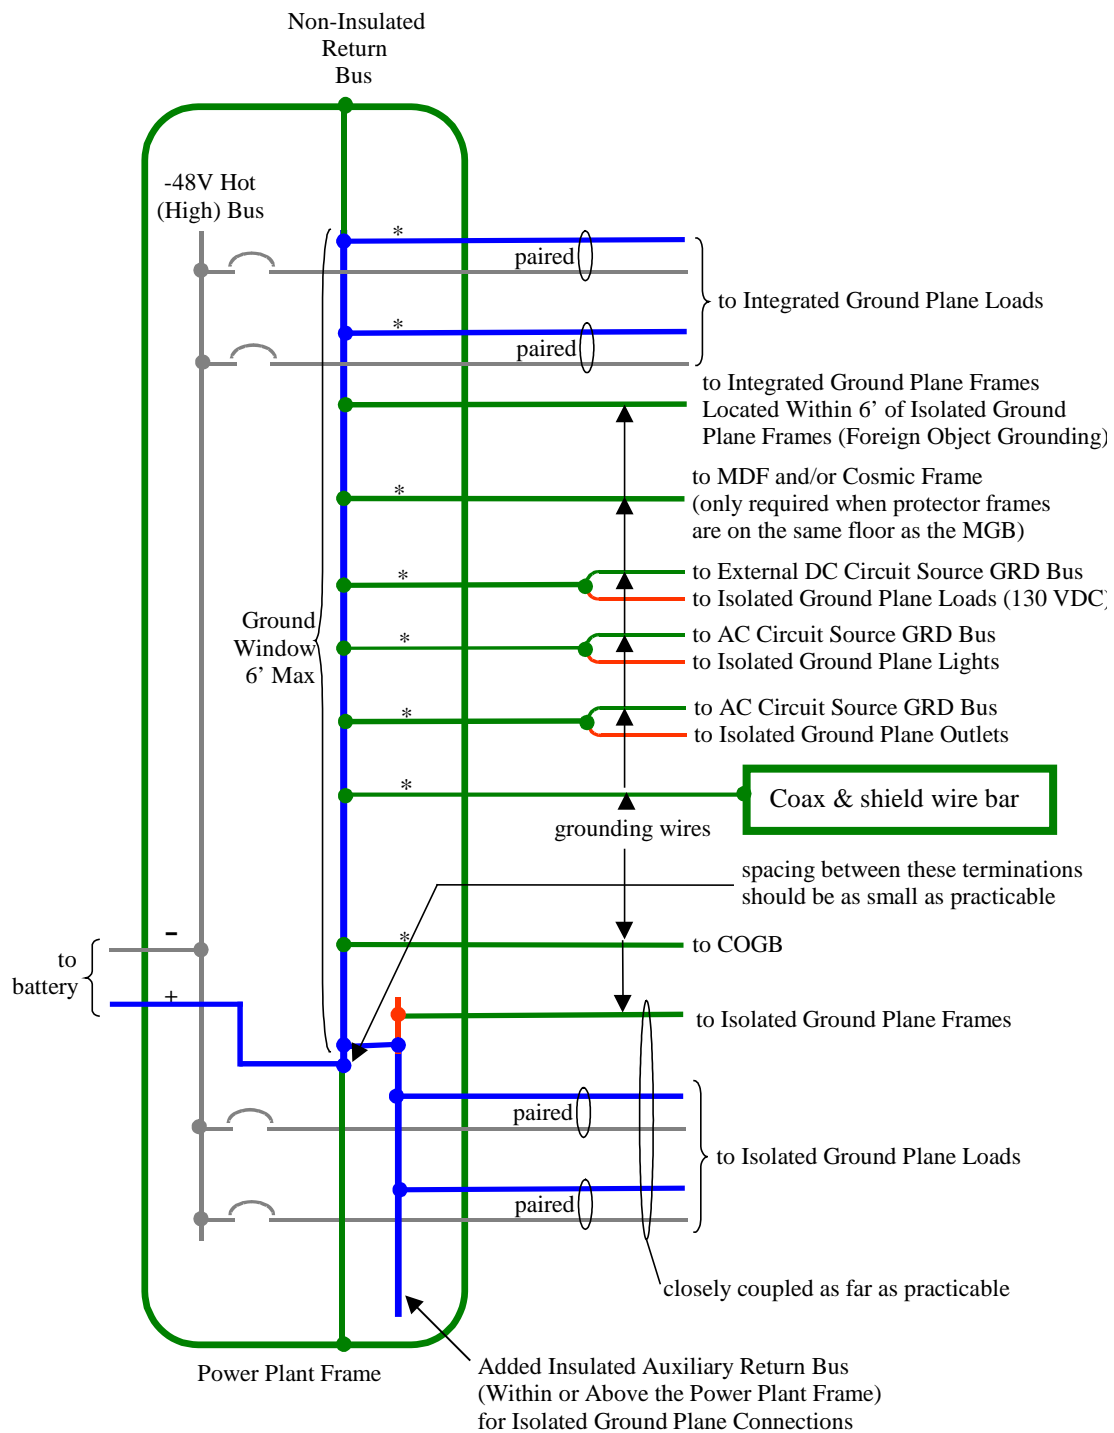 Non-Insulated
Return
Bus
-48V Hot
(High) Bus
*
paired
to Integrated Ground Plane Loads
*
paired
to Integrated Ground Plane Frames
Located Within 6’ of Isolated Ground
Plane Frames (Foreign Object Grounding)
*
to MDF and/or Cosmic Frame
(only required when protector frames
are on the same floor as the MGB)
*
to External DC Circuit Source GRD Bus
to Isolated Ground Plane Loads (130 VDC)
Ground
Window
6’ Max
*
to AC Circuit Source GRD Bus
to Isolated Ground Plane Lights
*
to AC Circuit Source GRD Bus
to Isolated Ground Plane Outlets
*
Coax & shield wire bar
grounding wires
spacing between these terminations
should be as small as practicable
*
to COGB
-
to
battery
+
to Isolated Ground Plane Frames
paired
to Isolated Ground Plane Loads
paired
closely coupled as far as practicable
Power Plant Frame
Added Insulated Auxiliary Return Bus
(Within or Above the Power Plant Frame)
for Isolated Ground Plane Connections